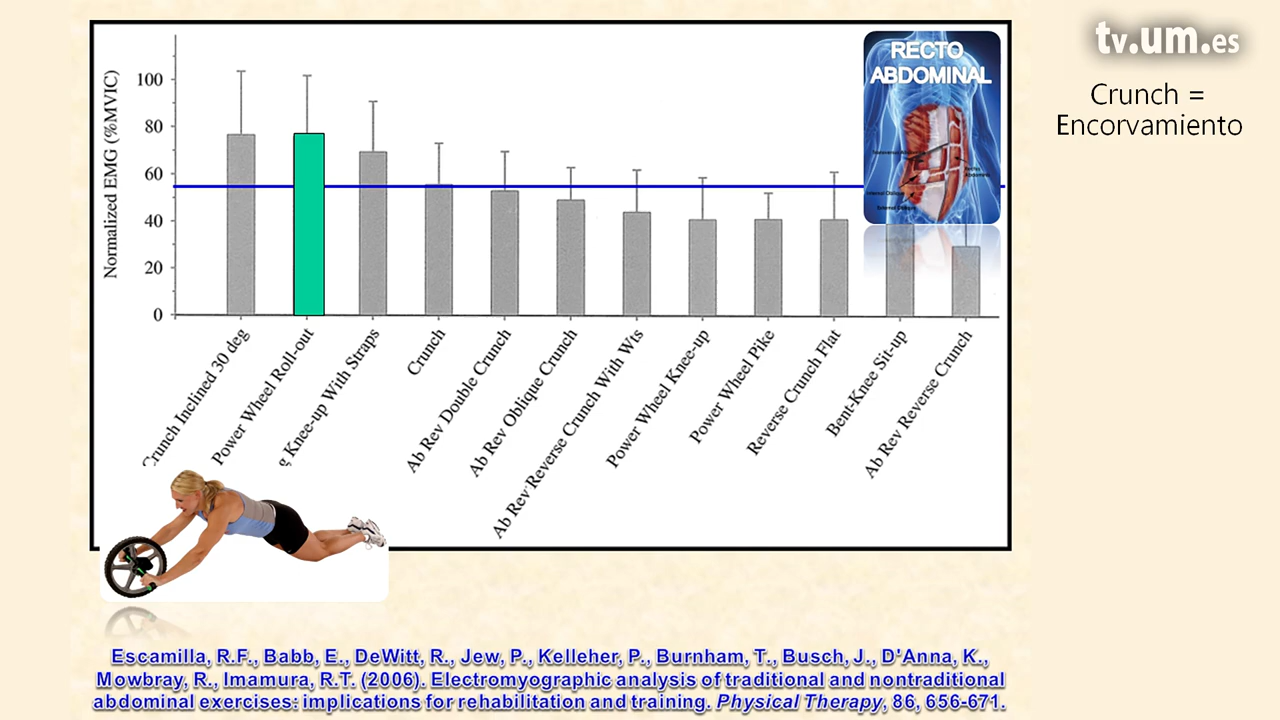 tv.um.es
Crunch =
Encorvamiento
RECTO
ABDOMINAL
Normalized EMG (%MVIC)
100
80
60
40
20
0
Crunch Inclined 30 deg
Power Wheel Roll-out
g Knee-up With Straps
Crunch
Ab Rev Double Crunch
Ab Rev Oblique Crunch
Ab Rev Reverse Crunch With Wts
Power Wheel Knee-up
Power Wheel Pike
Reverse Crunch Flat
Bent-Knee Sit-up
Ab Rev Reverse Crunch
Escamilla, R.F., Babb, E., DeWitt, R., Jew, P., Kelleher, P., Burnham, T., Busch, J., D'Anna, K.,
Mowbray, R., Imamura, R.T. (2006). Electromyographic analysis of traditional and nontraditional
abdominal exercises: implications for rehabilitation and training. Physical Therapy, 86, 656-671.